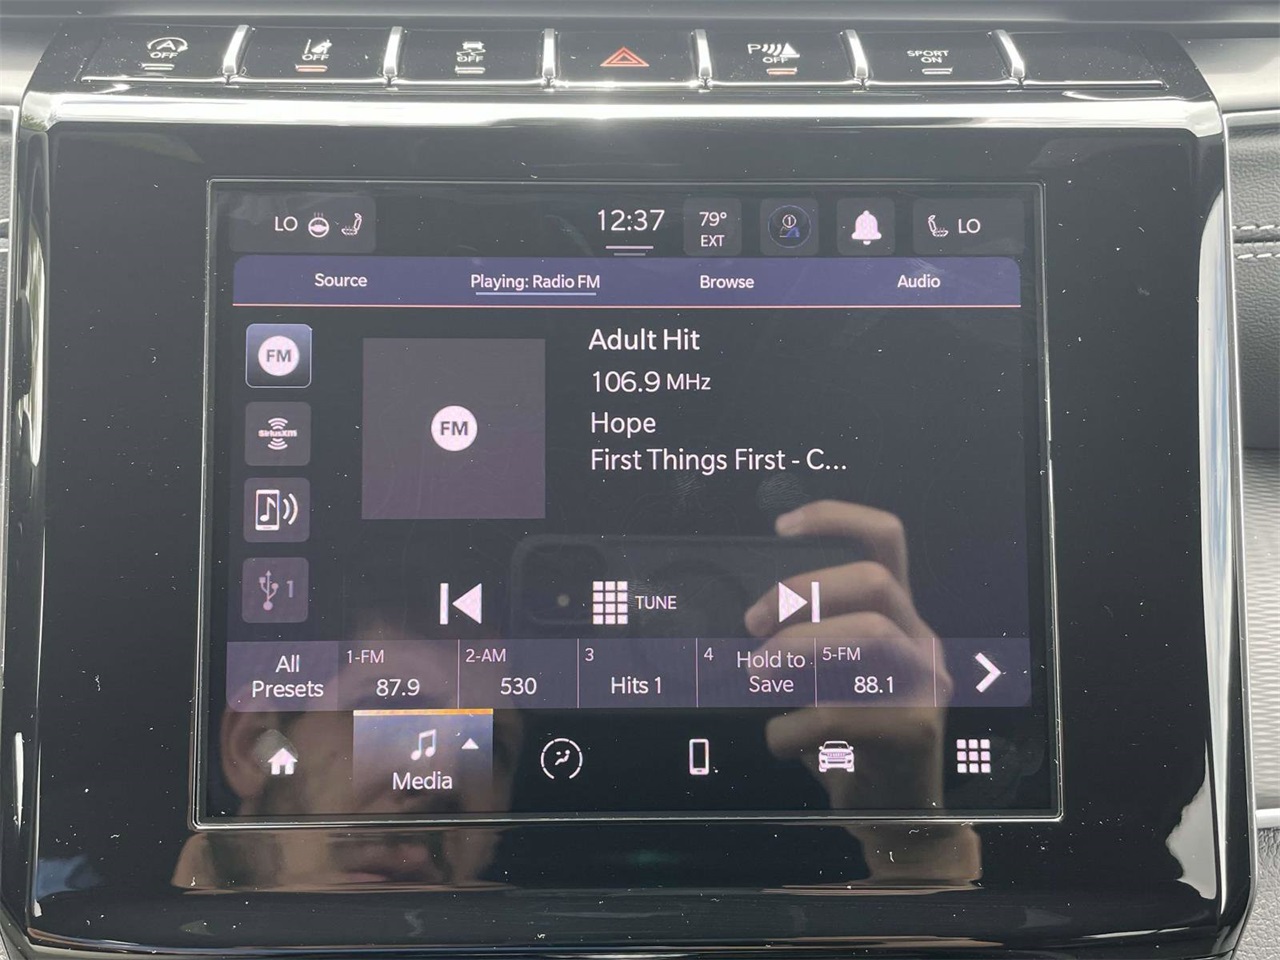 A OFF
OFF
OFF
P OFF
SPORT ON
LO
12:37
79°
EXT
1
LO
Source
Playing: Radio FM
Browse
Audio
FM
SiriusXM
1
FM
Adult Hit
106.9 MHz
Hope
First Things First - C...
TUNE
All
Presets
1-FM
87.9
2-AM
530
3
Hits 1
4
Hold to
Save
5-FM
88.1
Media